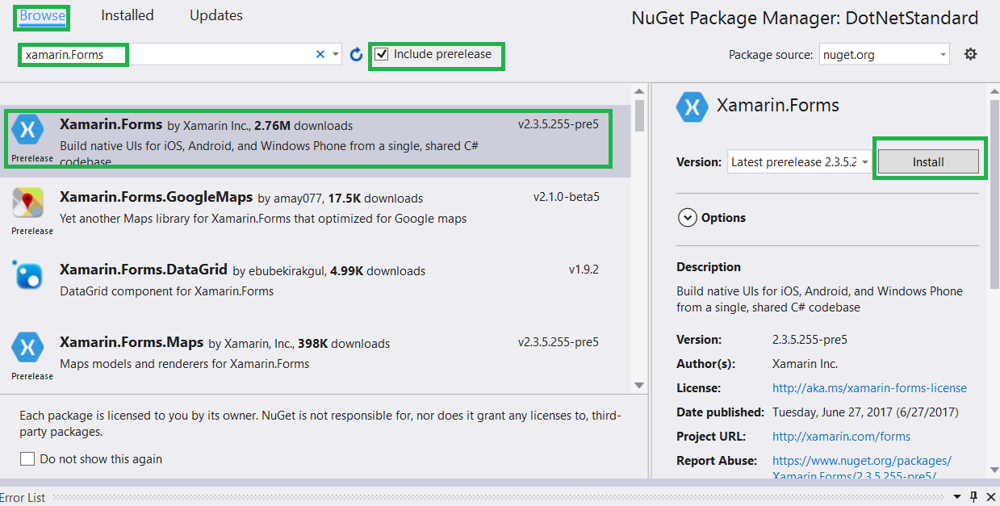 Browse Installed Updates NuGet Package Manager: DotNetStandard
xamarin.Forms Include prerelease Package source: nuget.org
Xamarin.Forms by Xamarin Inc., 2.76M downloads v2.3.5.255-pre5
Build native UIs for iOS, Android, and Windows Phone from a single, shared C#
Prerelease codebase
Xamarin.Forms.GoogleMaps by amay077, 17.5K downloads v2.1.0-beta5
Yet another Maps library for Xamarin.Forms that optimized for Google maps
Prerelease
Xamarin.Forms.DataGrid by ebubekirakgul, 4.99K downloads v1.9.2
DataGrid component for Xamarin.Forms
Xamarin.Forms.Maps by Xamarin, Inc., 398K downloads v2.3.5.255-pre5
Maps models and renderers for Xamarin.Forms
Prerelease
Each package is licensed to you by its owner. NuGet is not responsible for, nor does it grant any licenses to, third-
party packages.
Do not show this again
Xamarin.Forms
Version: Latest prerelease 2.3.5.2 Install
Options
Description
Build native UIs for iOS, Android, and Windows Phone
from a single, shared C# codebase
Version: 2.3.5.255-pre5
Author(s): Xamarin Inc.
License: http://aka.ms/xamarin-forms-license
Date published: Tuesday, June 27, 2017 (6/27/2017)
Project URL: http://xamarin.com/forms
Report Abuse: https://www.nuget.org/packages/
Xamarin.Forms/2.3.5.255-pre5/
Error List